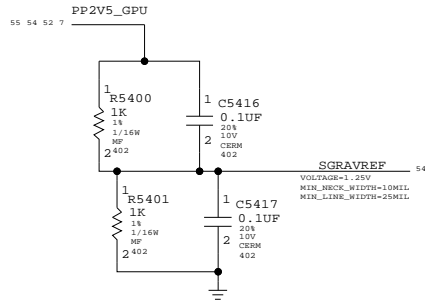 PP2V5_GPU
55 54 52 7
1
R5400
1K
1%
1/16W
MF
402
2
1
C5416
0.1UF
20%
10V
CERM
402
2
SGRAVREF
54
VOLTAGE=1.25V
MIN_NECK_WIDTH=10MIL
MIN_LINE_WIDTH=25MIL
1
R5401
1K
1%
1/16W
MF
402
2
1
C5417
0.1UF
20%
10V
CERM
402
2